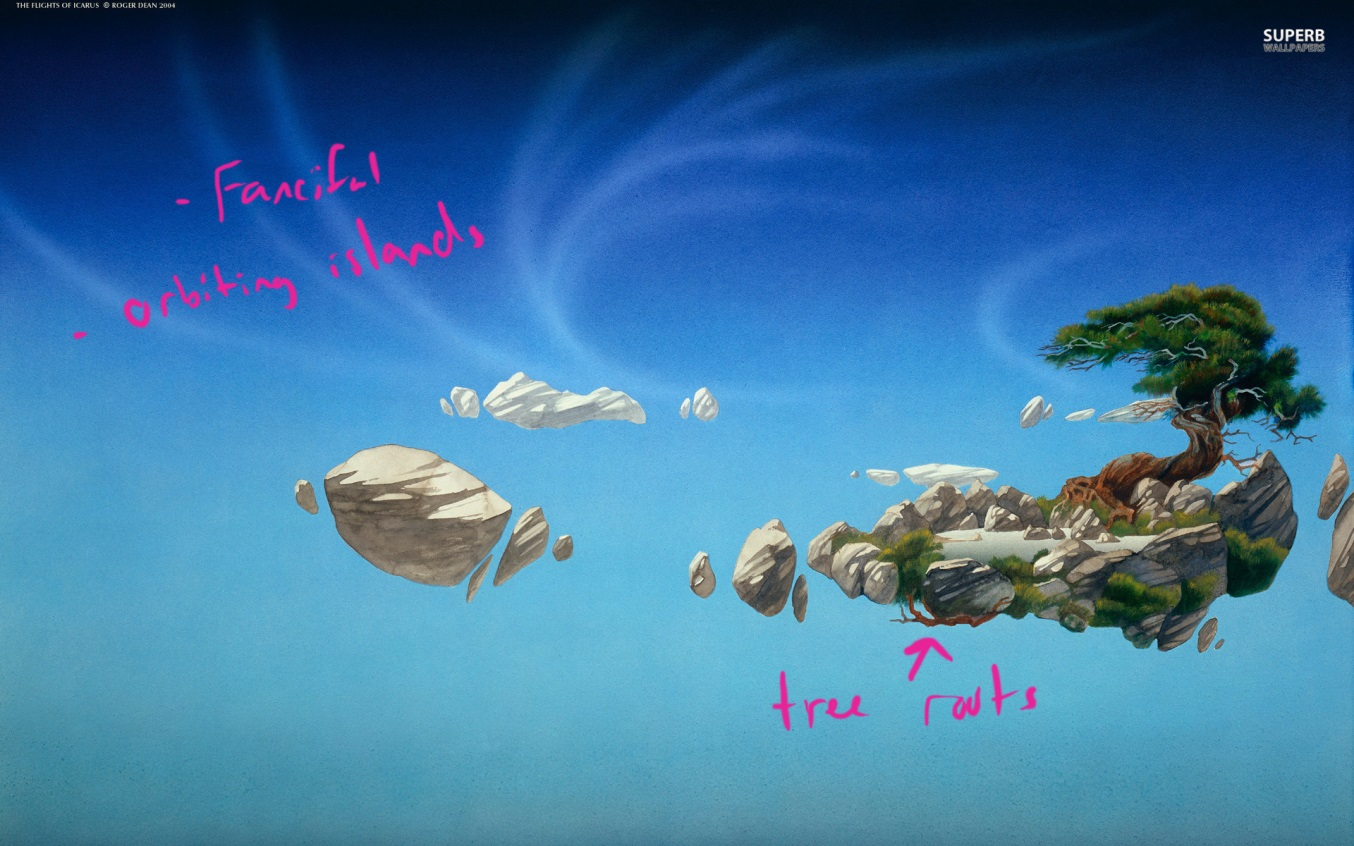 THE FLIGHTS OF ICARUS © ROGER DEAN 2004
SUPERB
WALLPAPERS
- Fanciful
- orbiting islands
tree roots